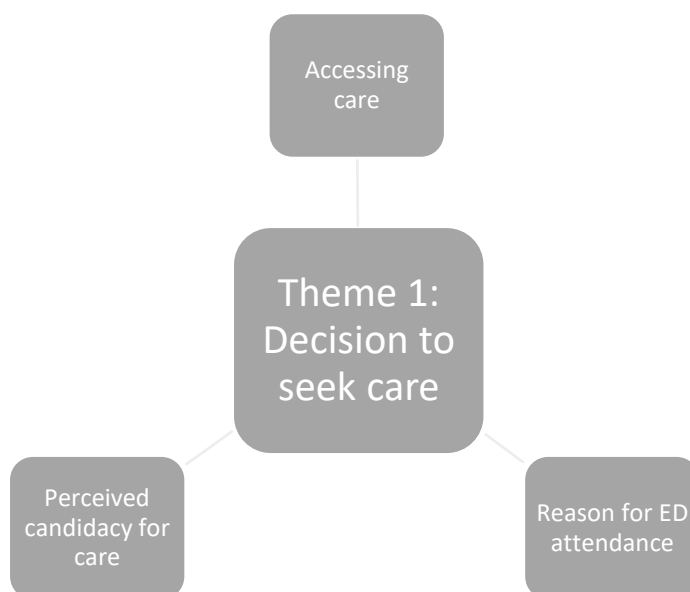 Accessing
care
Theme 1:
Decision to
seek care
Perceived
candidacy for
care
Reason for ED
attendance